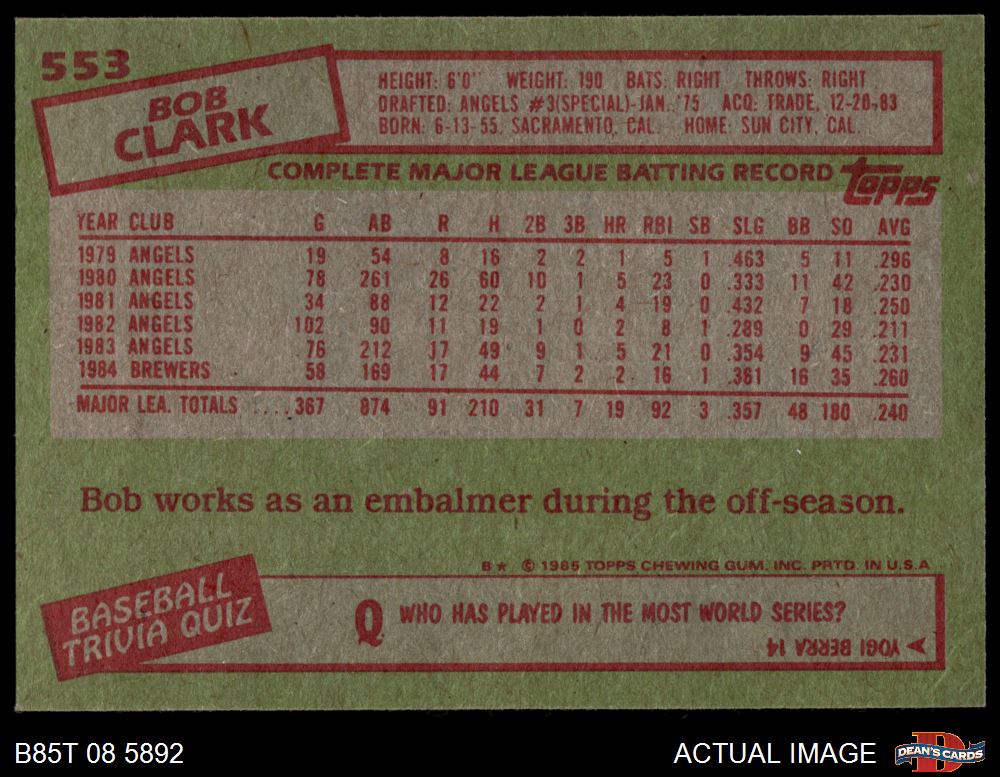 553
BOB
CLARK
HEIGHT: 6'0" WEIGHT: 190 BATS: RIGHT THROWS: RIGHT
DRAFTED: ANGELS #3(SPECIAL)-JAN. '75 ACQ. TRADE, 12-20-83
BORN: 6-13-55, SACRAMENTO, CAL. HOME: SUN CITY, CAL.
COMPLETE MAJOR LEAGUE BATTING RECORD topps
YEAR CLUB G AB R H 2B 3B HR RBI SB SLG BB SO AVG
1979 ANGELS 19 54 8 16 2 2 1 5 1 .463 5 11 .296
1980 ANGELS 78 261 26 60 10 1 5 23 0 .333 11 42 .230
1981 ANGELS 34 88 12 22 2 1 4 19 0 .432 7 18 .250
1982 ANGELS 102 90 11 19 1 0 2 8 1 .289 0 29 .211
1983 ANGELS 76 212 17 49 9 1 5 21 0 .354 9 45 .231
1984 BREWERS 58 169 17 44 7 2 2 16 1 .361 16 35 .260
MAJOR LEA. TOTALS ....367 874 91 210 31 7 19 92 3 .357 48 180 .240
Bob works as an embalmer during the off-season.
B* © 1985 TOPPS CHEWING GUM, INC. PRTD. IN U.S.A
BASEBALL
TRIVIA QUIZ
Q WHO HAS PLAYED IN THE MOST WORLD SERIES?
YOGI BERRA 14
B85T 08 5892
ACTUAL IMAGE
DEAN'S CARDS